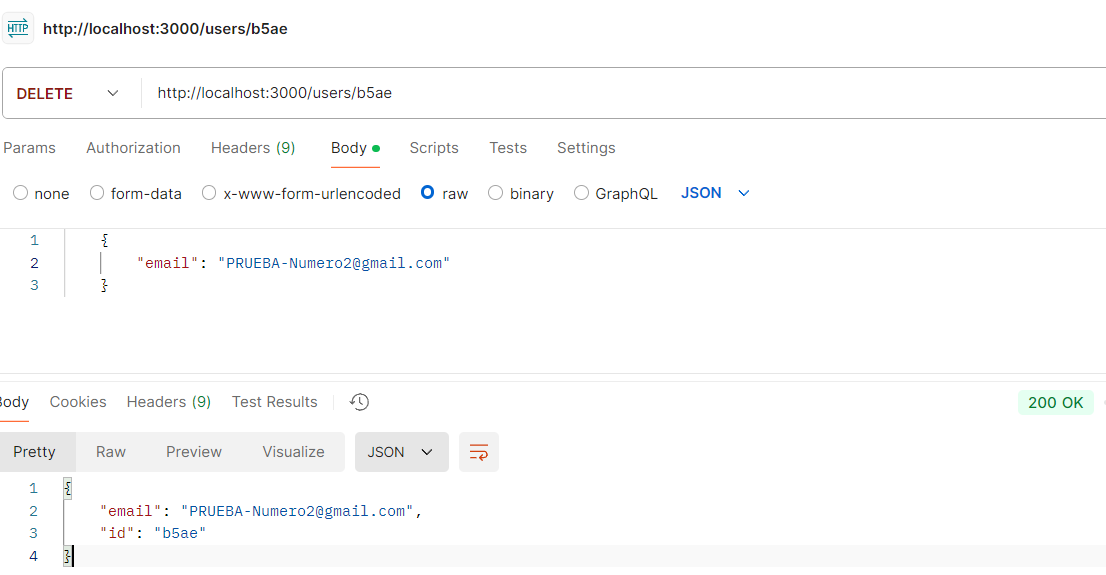 HTTP http://localhost:3000/users/b5ae
DELETE http://localhost:3000/users/b5ae
Params Authorization Headers (9) Body Scripts Tests Settings
none form-data x-www-form-urlencoded raw binary GraphQL JSON
1 {
2 "email": "PRUEBA-Numero2@gmail.com"
3 }
Body Cookies Headers (9) Test Results 200 OK
Pretty Raw Preview Visualize JSON
1 {
2 "email": "PRUEBA-Numero2@gmail.com",
3 "id": "b5ae"
4 }